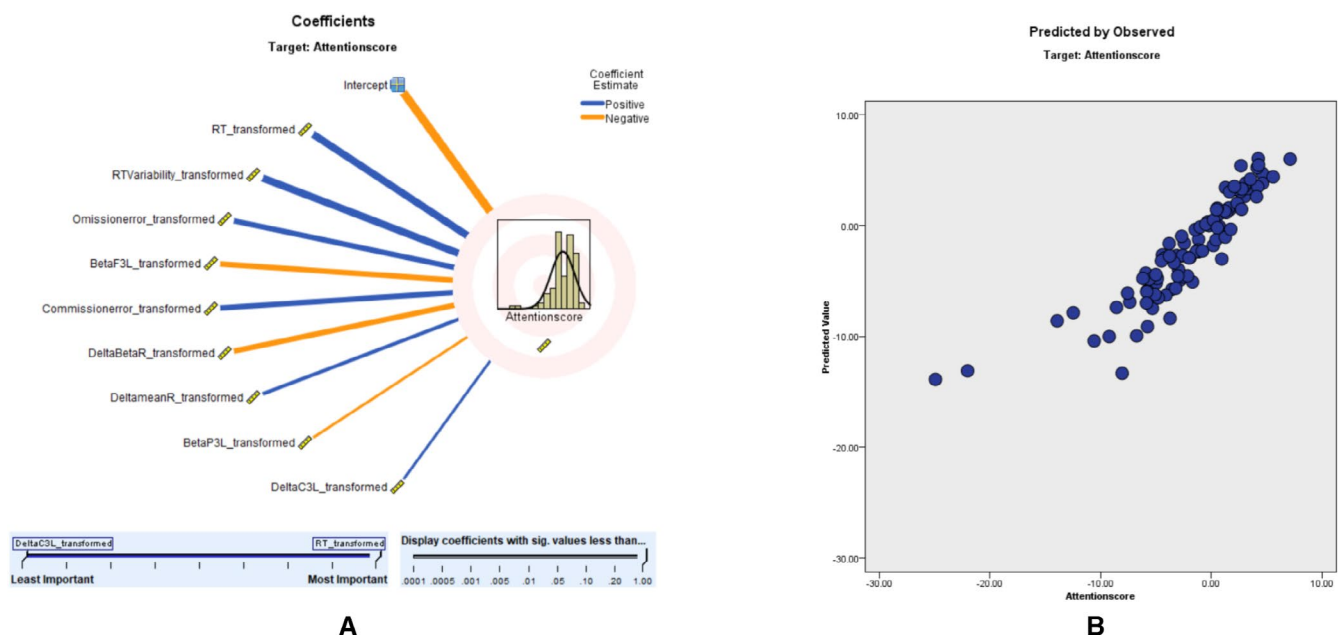 Coefficients
Target: Attentionscore
Intercept
Coefficient
Estimate
Positive
Negative
RT_transformed
RTVariability_transformed
Omissionerror_transformed
BetaF3L_transformed
Commissionerror_transformed
DeltaBetaR_transformed
DeltameanR_transformed
BetaP3L_transformed
DeltaC3L_transformed
Attentionscore
DeltaC3L_transformed
RT_transformed
Least Important
Most Important
Display coefficients with sig. values less than...
.0001 .0005 .001 .005 .01 .05 .10 .20 1.00
A
Predicted by Observed
Target: Attentionscore
Predicted Value
10.00
0.00
-10.00
-20.00
-30.00
-30.00 -20.00 -10.00 0.00 10.00
Attentionscore
B